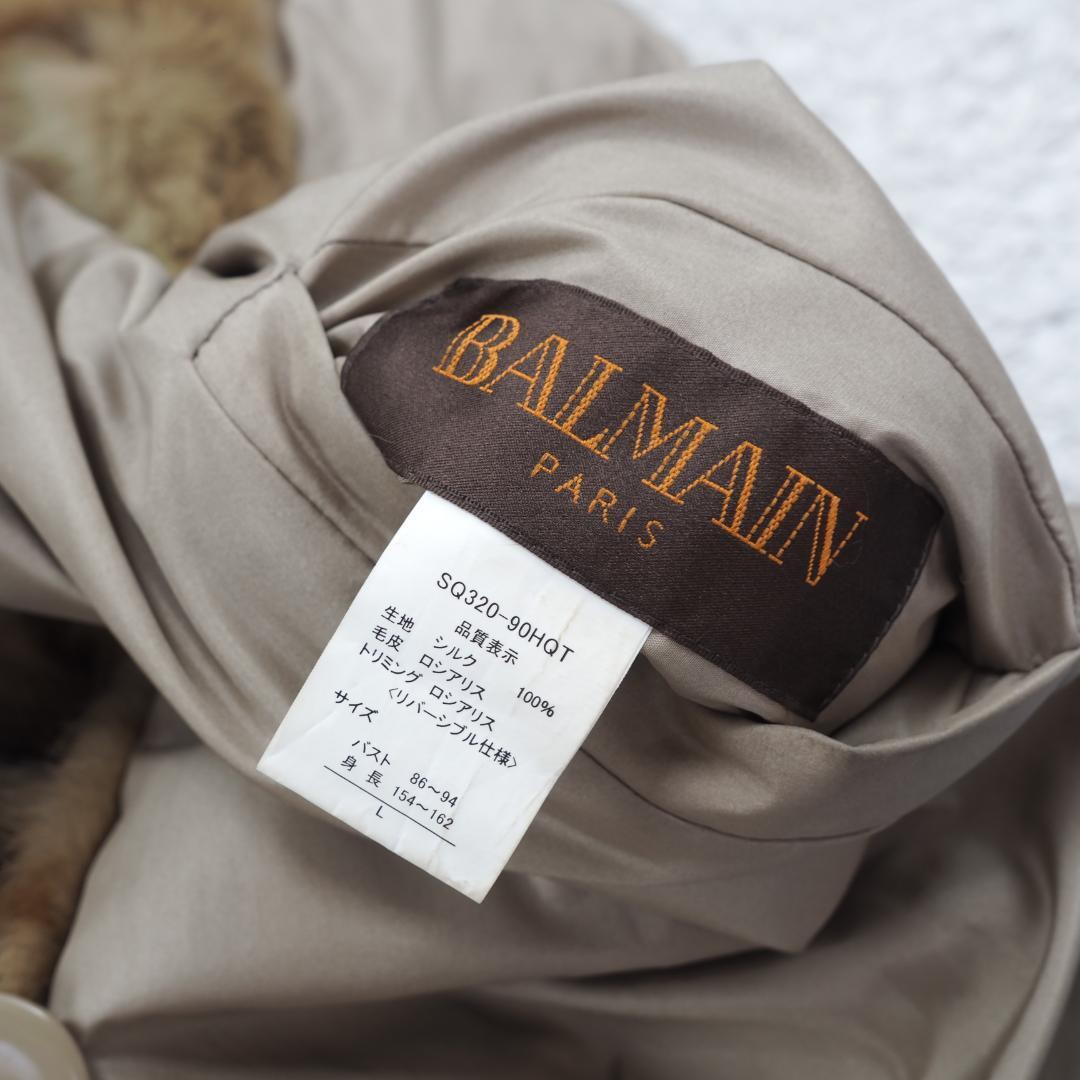 BALMAIN
PARIS
SQ320-90HQT
品質表示
生地 シルク 100%
毛皮 ロシアリス
トリミング ロシアリス
〈リバーシブル仕様〉
サイズ
バスト 86〜94
身長 154〜162
L